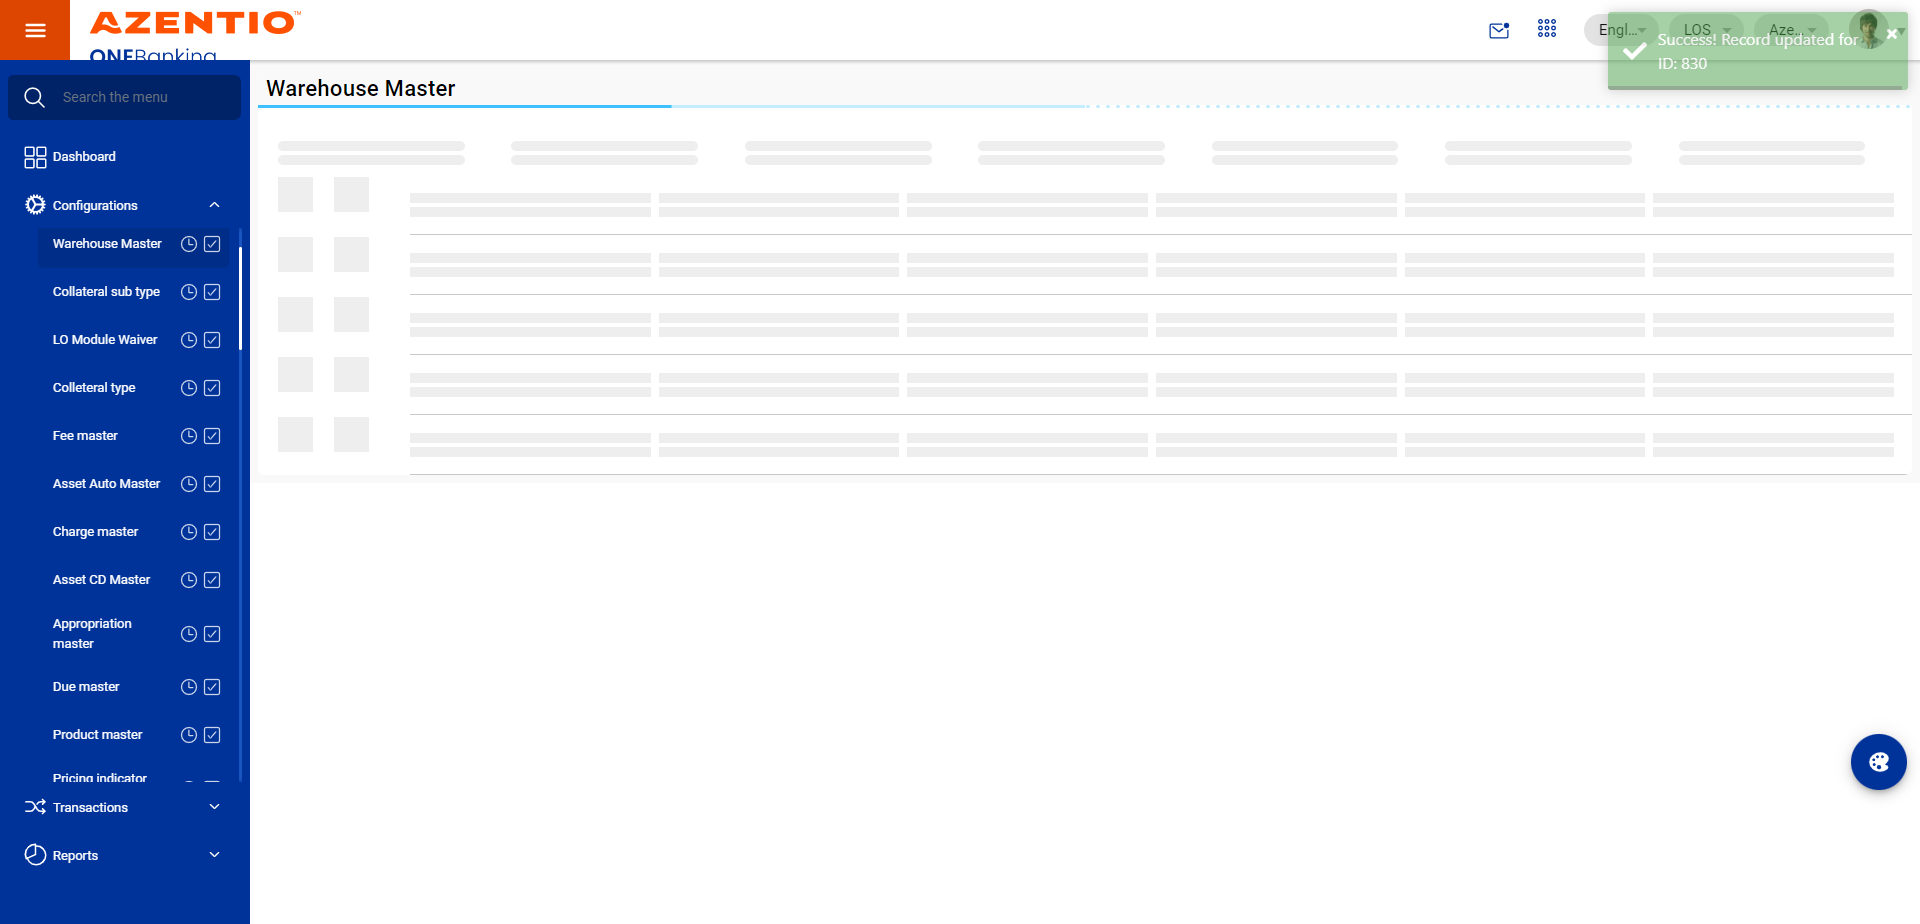 AZENTIO™
ONEBanking
Engl...
LOS
Aze...
Success! Record updated for
ID: 830
Search the menu
Dashboard
Configurations
Warehouse Master
Collateral sub type
LO Module Waiver
Colleteral type
Fee master
Asset Auto Master
Charge master
Asset CD Master
Appropriation
master
Due master
Product master
Pricing indicator
Transactions
Reports
Warehouse Master